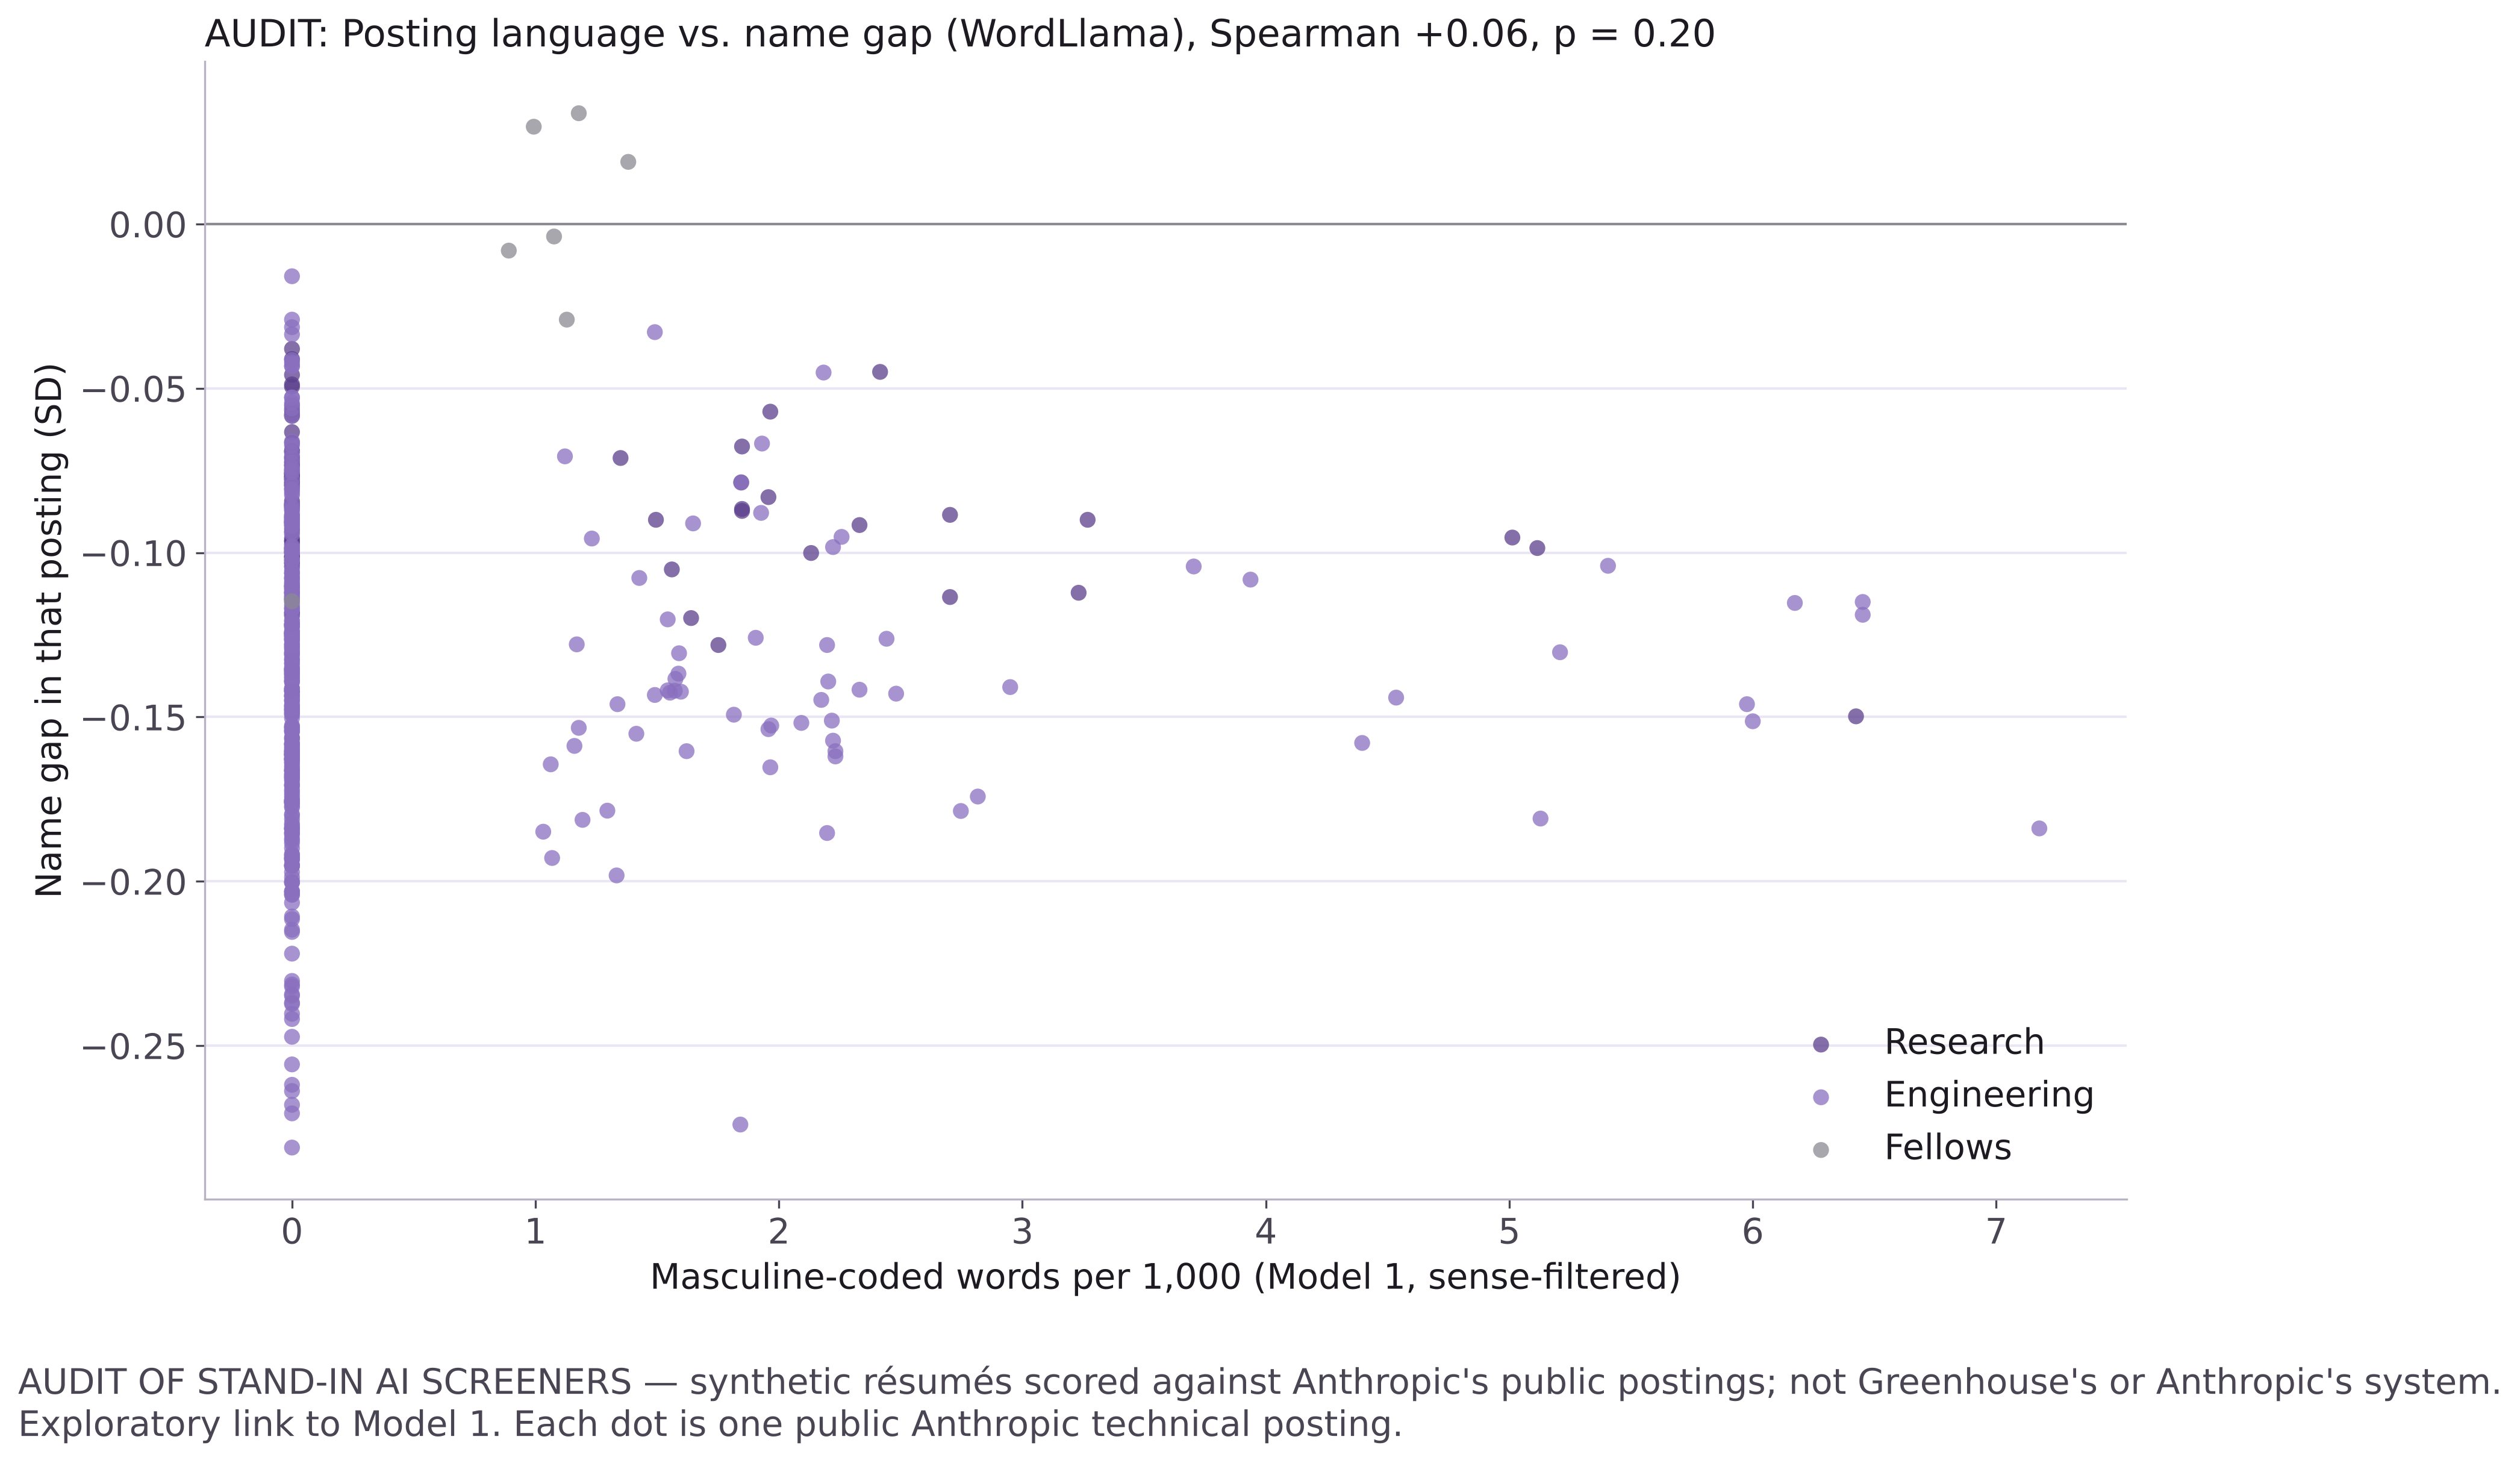 AUDIT: Posting language vs. name gap (WordLlama), Spearman +0.06, p = 0.20
Name gap in that posting (SD)
0.00
−0.05
−0.10
−0.15
−0.20
−0.25
Research
Engineering
Fellows
0 1 2 3 4 5 6 7
Masculine-coded words per 1,000 (Model 1, sense-filtered)
AUDIT OF STAND-IN AI SCREENERS — synthetic résumés scored against Anthropic's public postings; not Greenhouse's or Anthropic's system.
Exploratory link to Model 1. Each dot is one public Anthropic technical posting.